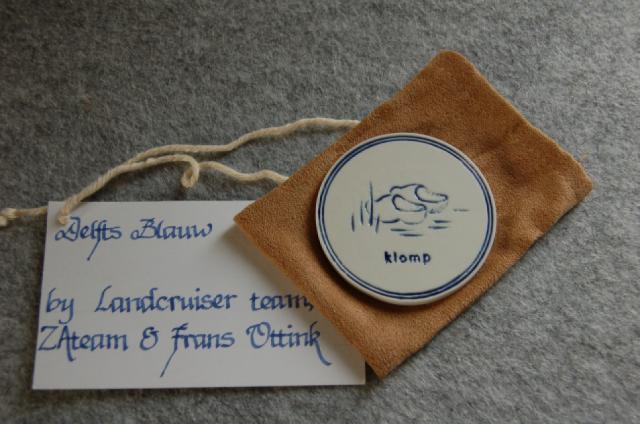 Delfts Blauw
by Landcruiser team,
ZAteam & Frans Ottink
klomp